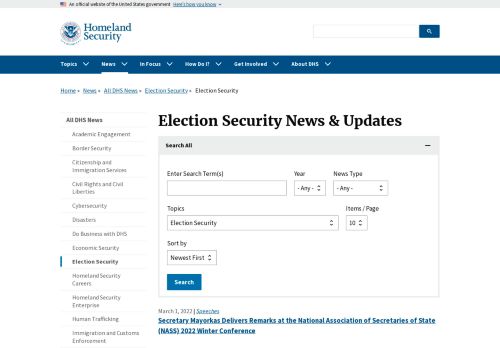 An official website of the United States government Here's how you know
Homeland
Security
Topics News In Focus How Do I? Get Involved About DHS
Home » News » All DHS News » Election Security » Election Security
All DHS News
Academic Engagement
Border Security
Citizenship and
Immigration Services
Civil Rights and Civil
Liberties
Cybersecurity
Disasters
Do Business with DHS
Economic Security
Election Security
Homeland Security
Careers
Homeland Security
Enterprise
Human Trafficking
Immigration and Customs
Enforcement
Election Security News & Updates
Search All
Enter Search Term(s)
Year
- Any -
News Type
- Any -
Topics
Election Security
Items / Page
10
Sort by
Newest First
Search
March 1, 2022 | Speeches
Secretary Mayorkas Delivers Remarks at the National Association of Secretaries of State
(NASS) 2022 Winter Conference